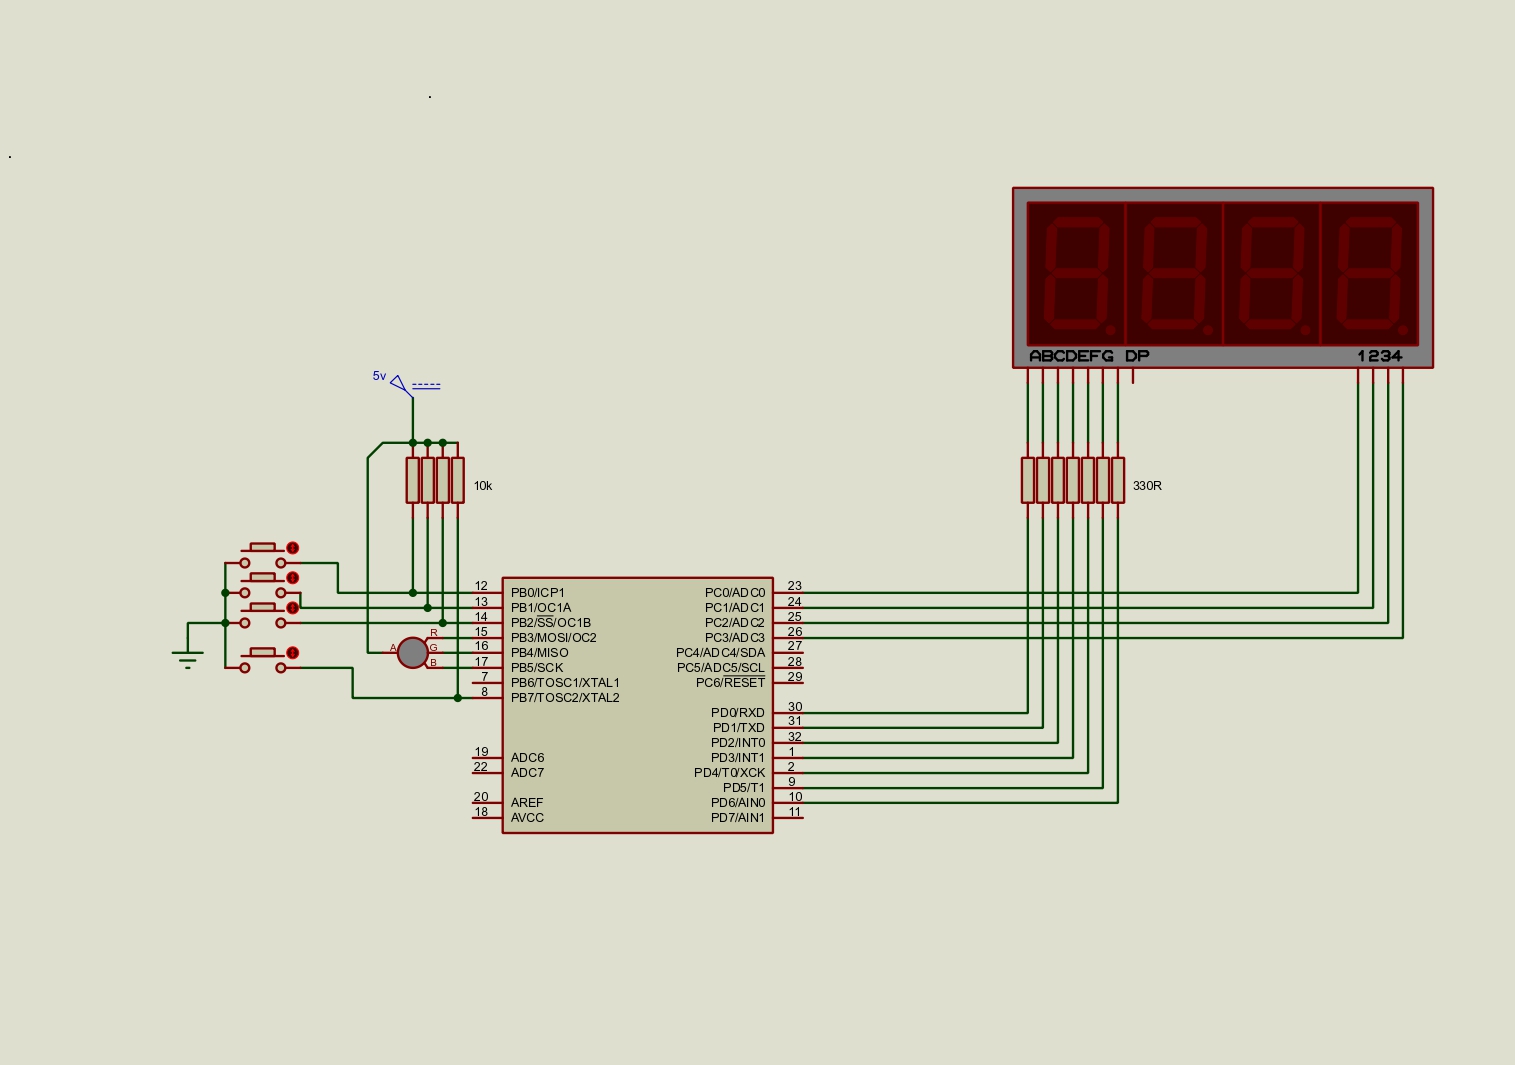 ABCDEFG DP
1234
5v
10k
330R
12 PB0/ICP1
13 PB1/OC1A
14 PB2/SS/OC1B
15 PB3/MOSI/OC2
16 PB4/MISO
17 PB5/SCK
7 PB6/TOSC1/XTAL1
8 PB7/TOSC2/XTAL2
19 ADC6
22 ADC7
20 AREF
18 AVCC
A
R
G
B
PC0/ADC0 23
PC1/ADC1 24
PC2/ADC2 25
PC3/ADC3 26
PC4/ADC4/SDA 27
PC5/ADC5/SCL 28
PC6/RESET 29
PD0/RXD 30
PD1/TXD 31
PD2/INT0 32
PD3/INT1 1
PD4/T0/XCK 2
PD5/T1 9
PD6/AIN0 10
PD7/AIN1 11